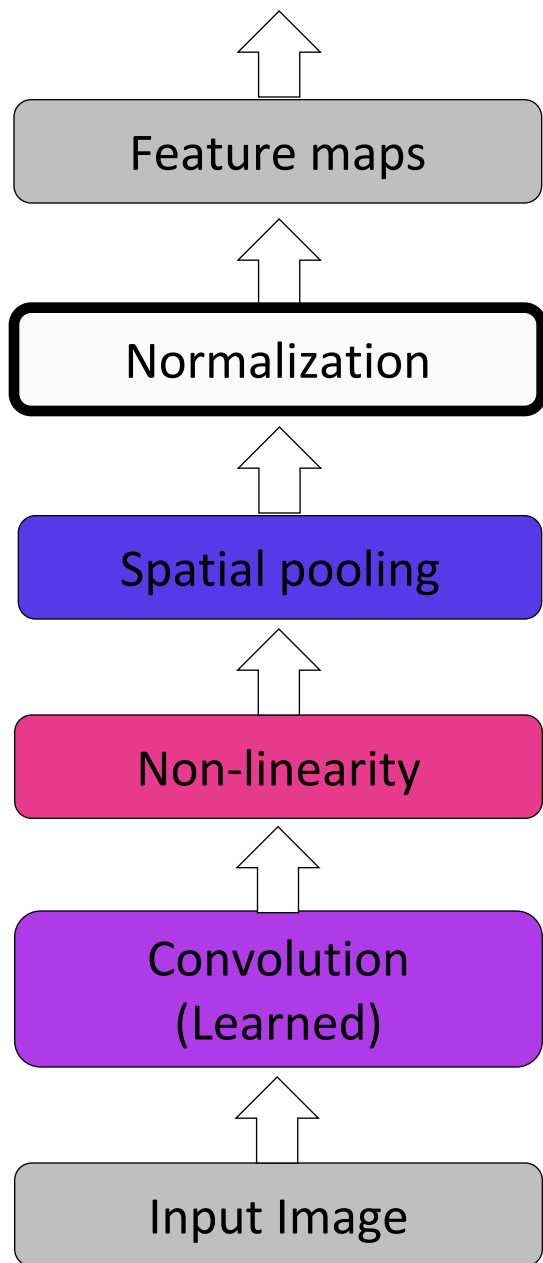 Feature maps
Normalization
Spatial pooling
Non-linearity
Convolution
(Learned)
Input Image